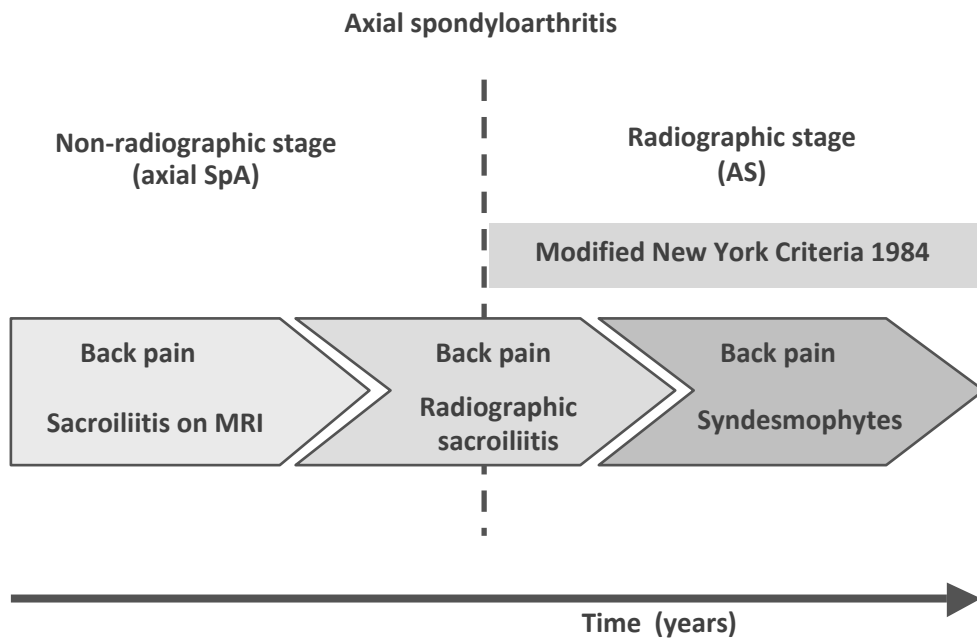 Axial spondyloarthritis
Non-radiographic stage
(axial SpA)
Radiographic stage
(AS)
Modified New York Criteria 1984
Back pain
Sacroiliitis on MRI
Back pain
Radiographic
sacroiliitis
Back pain
Syndesmophytes
Time (years)